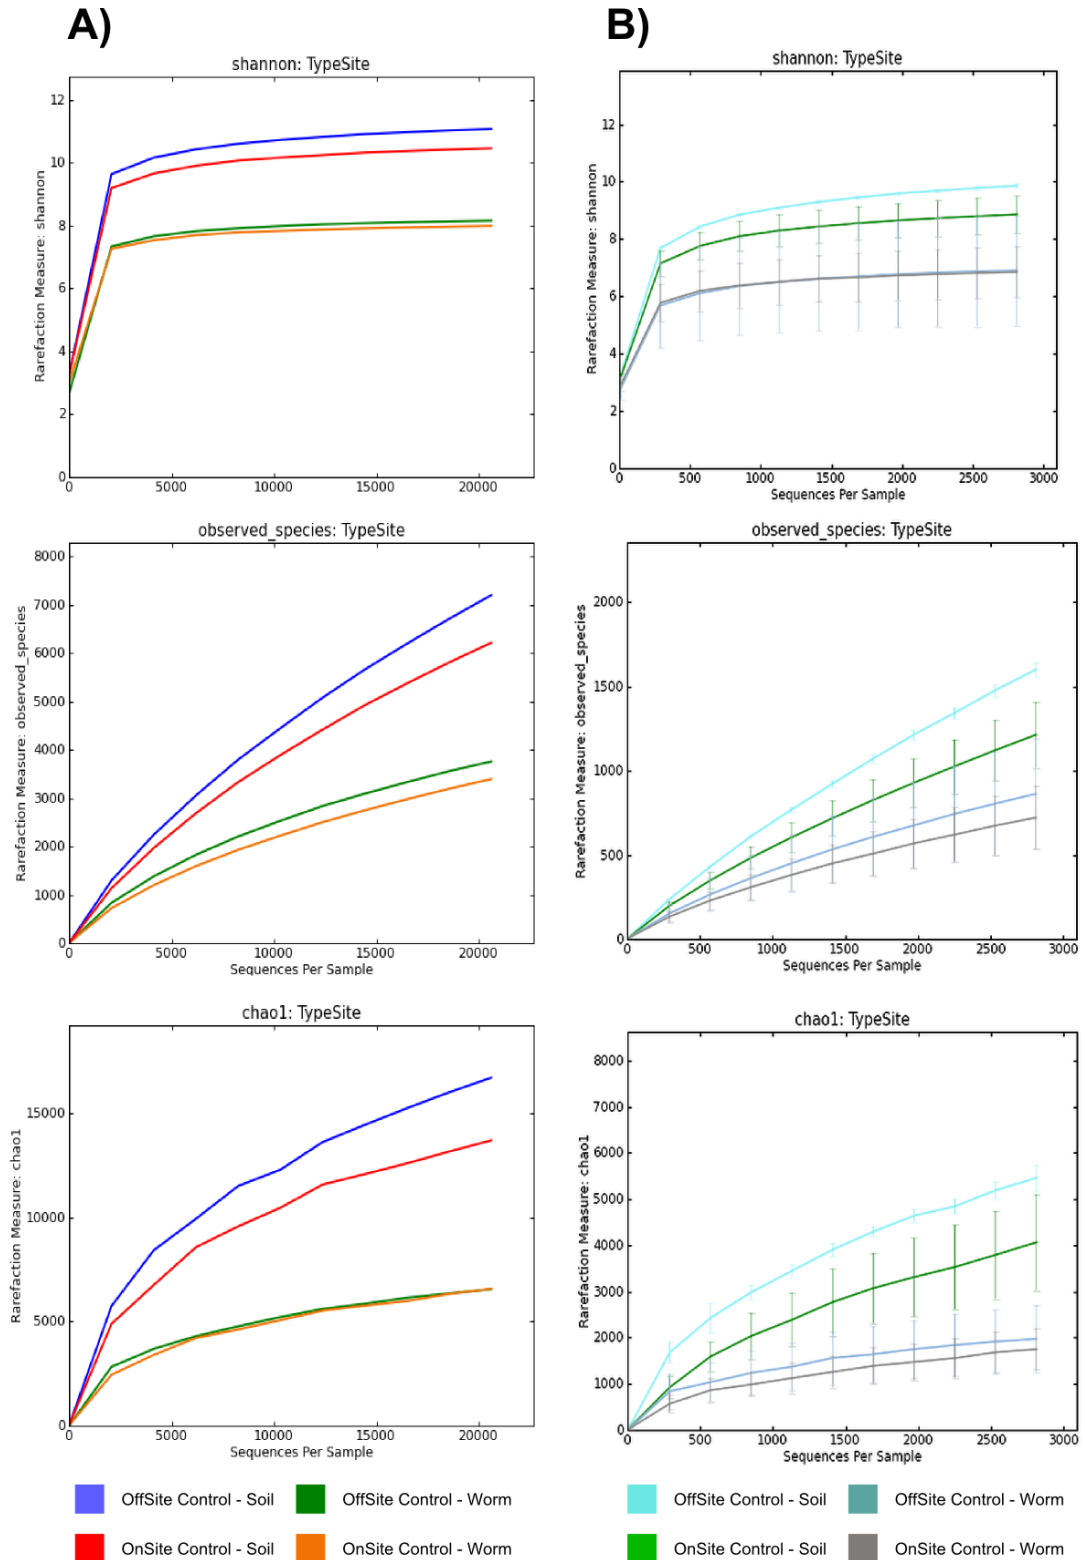 A)
B)
shannon: TypeSite
Rarefaction Measure: shannon
12
10
8
6
4
2
0
0 5000 10000 15000 20000
shannon: TypeSite
Rarefaction Measure: shannon
12
10
8
6
4
2
0
0 500 1000 1500 2000 2500 3000
Sequences Per Sample
observed_species: TypeSite
Rarefaction Measure: observed_species
8000
7000
6000
5000
4000
3000
2000
1000
0
0 5000 10000 15000 20000
Sequences Per Sample
observed_species: TypeSite
Rarefaction Measure: observed_species
2000
1500
1000
500
0
500 1000 1500 2000 2500 3000
Sequences Per Sample
chao1: TypeSite
Rarefaction Measure: chao1
15000
10000
5000
0
0 5000 10000 15000 20000
Sequences Per Sample
chao1: TypeSite
Rarefaction Measure: chao1
8000
7000
6000
5000
4000
3000
2000
1000
0
0 500 1000 1500 2000 2500 3000
Sequences Per Sample
OffSite Control - Soil OffSite Control - Worm
OnSite Control - Soil OnSite Control - Worm
OffSite Control - Soil OffSite Control - Worm
OnSite Control - Soil OnSite Control - Worm